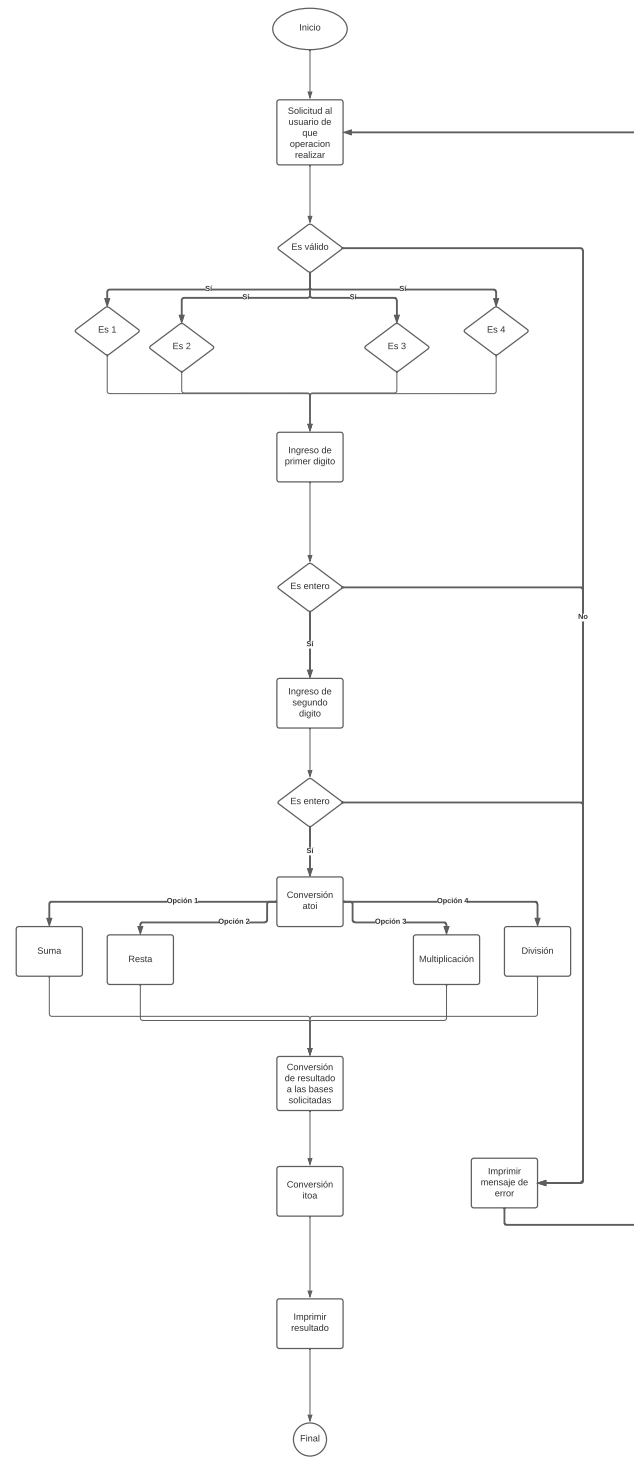 Inicio
Solicitud al
usuario de
que
operacion
realizar
Es válido
Sí
Sí
Sí
Sí
Es 1
Es 2
Es 3
Es 4
Ingreso de
primer digito
Es entero
No
Sí
Ingreso de
segundo
digito
Es entero
Sí
Conversión
atoi
Opción 1
Opción 2
Opción 3
Opción 4
Suma
Resta
Multiplicación
División
Conversión
de resultado
a las bases
solicitadas
Conversión
itoa
Imprimir
mensaje de
error
Imprimir
resultado
Final